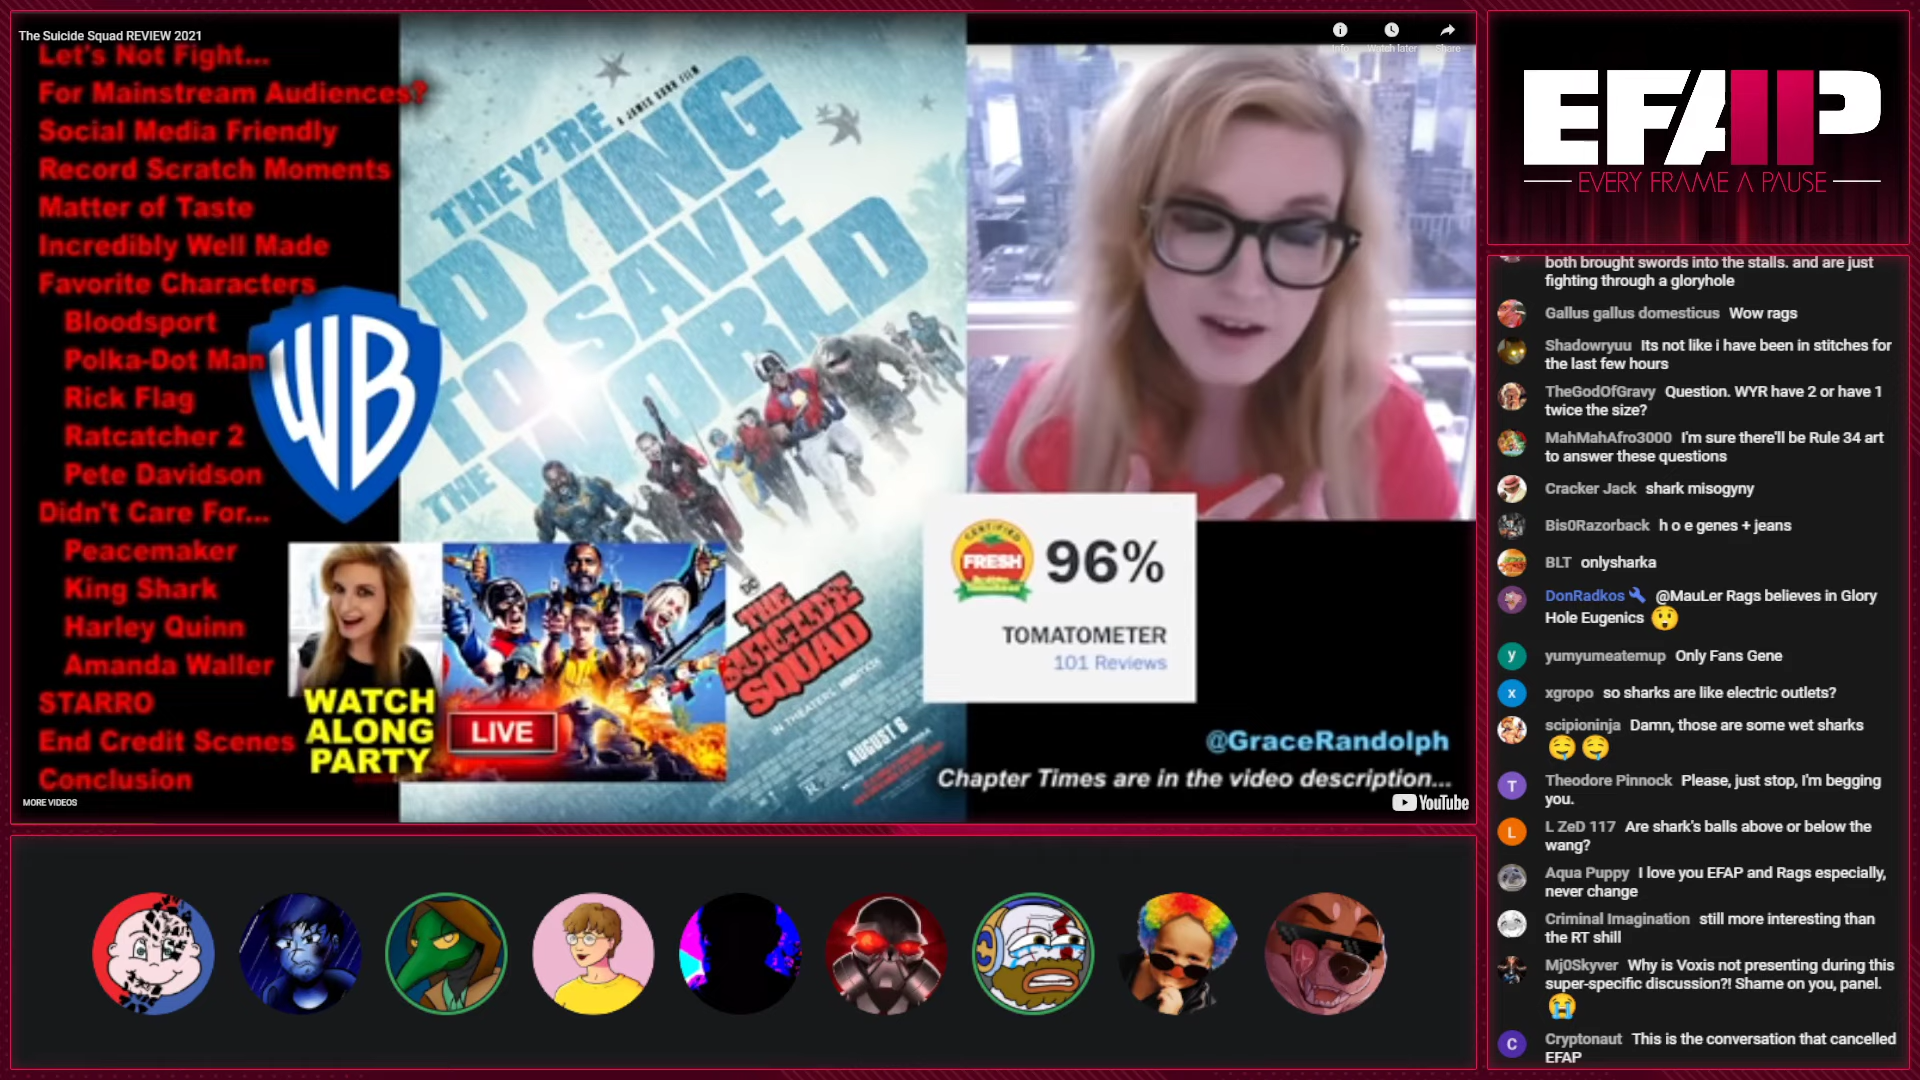 The Suicide Squad REVIEW 2021
Info
Watch later
Share
Let's Not Fight...
For Mainstream Audiences?
Social Media Friendly
Record Scratch Moments
Matter of Taste
Incredibly Well Made
Favorite Characters
Bloodsport
Polka-Dot Man
Rick Flag
Ratcatcher 2
Pete Davidson
Didn't Care For...
Peacemaker
King Shark
Harley Quinn
Amanda Waller
STARRO
End Credit Scenes
Conclusion
MORE VIDEOS
WB
A JAMES GUNN FILM
THEY'RE
DYING
TO SAVE
THE WORLD
WATCH
ALONG
PARTY
LIVE
THE
SUICIDE
SQUAD
IN THEATERS
AUGUST 6
CERTIFIED
FRESH
96%
TOMATOMETER
101 Reviews
@GraceRandolph
Chapter Times are in the video description...
YouTube
EFAP
EVERY FRAME A PAUSE
both brought swords into the stalls. and are just
fighting through a gloryhole
Gallus gallus domesticus Wow rags
Shadowryuu Its not like i have been in stitches for
the last few hours
TheGodOfGravy Question. WYR have 2 or have 1
twice the size?
MahMahAfro3000 I'm sure there'll be Rule 34 art
to answer these questions
Cracker Jack shark misogyny
Bis0Razorback h o e genes + jeans
BLT onlysharka
DonRadkos @MauLer Rags believes in Glory
Hole Eugenics 😲
y yumyumeatemup Only Fans Gene
x xgropo so sharks are like electric outlets?
scipioninja Damn, those are some wet sharks
🤤🤤
T Theodore Pinnock Please, just stop, I'm begging
you.
L L ZeD 117 Are shark's balls above or below the
wang?
Aqua Puppy I love you EFAP and Rags especially,
never change
Criminal Imagination still more interesting than
the RT shill
Mj0Skyver Why is Voxis not presenting during this
super-specific discussion?! Shame on you, panel.
😭
C Cryptonaut This is the conversation that cancelled
EFAP